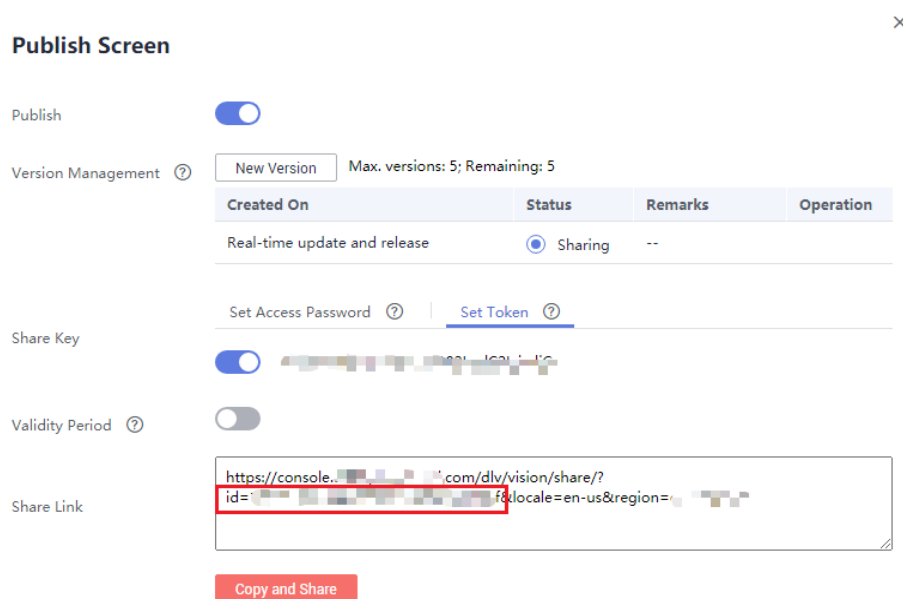 Publish Screen
Publish
Version Management
New Version
Max. versions: 5; Remaining: 5
Created On Status Remarks Operation
Real-time update and release Sharing --
Set Access Password Set Token
Share Key
Validity Period
https://console. .com/dlv/vision/share/?
id= f&locale=en-us&region=
Share Link
Copy and Share